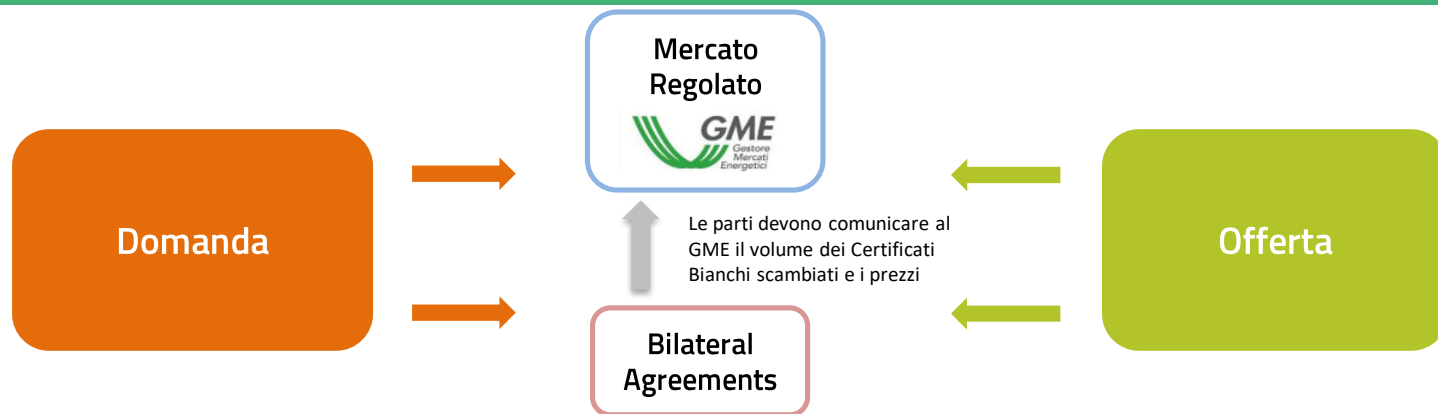 Mercato
Regolato
GME
Gestore
Mercati
Energetici
Domanda
Le parti devono comunicare al
GME il volume dei Certificati
Bianchi scambiati e i prezzi
Offerta
Bilateral
Agreements